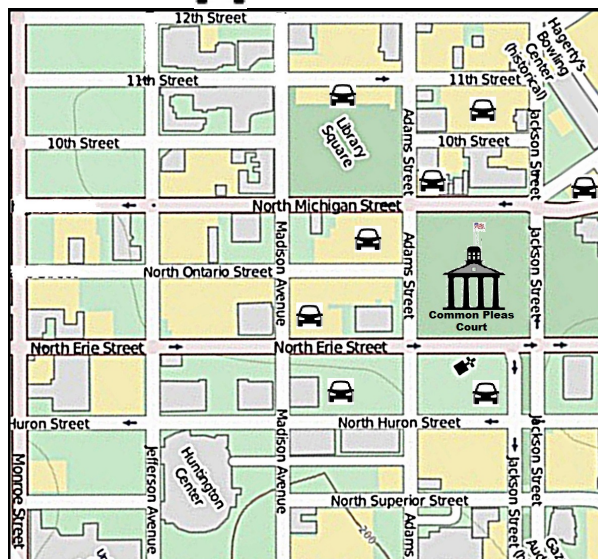 12th Street
Hagerty's
Bowling
Center
(historical)
11th Street
11th Street
Library
Square
Adams Street
Jackson Street
10th Street
10th Street
North Michigan Street
Madison Avenue
Adams Street
Jackson Street
North Ontario Street
Common Pleas
Court
North Erie Street
North Erie Street
Huron Street
North Huron Street
Monroe Street
Jefferson Avenue
Huntington
Center
Madison Avenue
Jackson Street
Jackson Street
North Superior Street
200
Adams